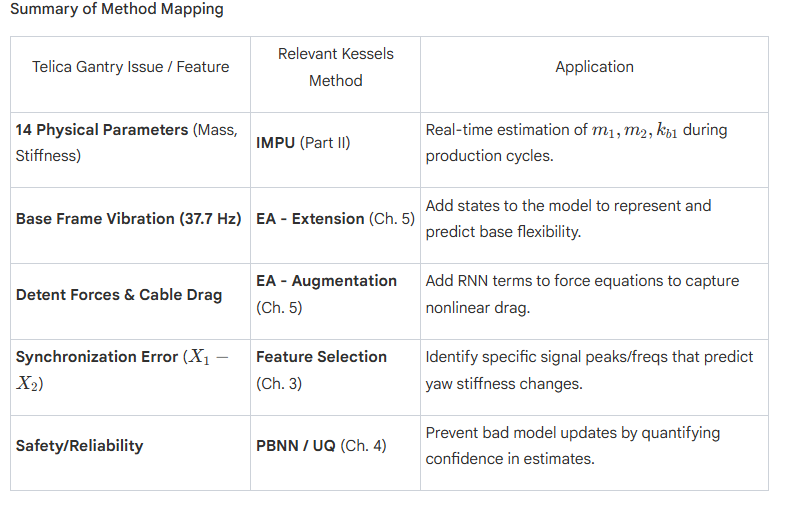 Summary of Method Mapping
Telica Gantry Issue / Feature
Relevant Kessels
Method
Application
14 Physical Parameters (Mass,
Stiffness)
IMPU (Part II)
Real-time estimation of m₁, m₂, k_b1 during
production cycles.
Base Frame Vibration (37.7 Hz)
EA - Extension (Ch. 5)
Add states to the model to represent and
predict base flexibility.
Detent Forces & Cable Drag
EA - Augmentation
(Ch. 5)
Add RNN terms to force equations to capture
nonlinear drag.
Synchronization Error (X₁ −
X₂)
Feature Selection
(Ch. 3)
Identify specific signal peaks/freqs that predict
yaw stiffness changes.
Safety/Reliability
PBNN / UQ (Ch. 4)
Prevent bad model updates by quantifying
confidence in estimates.